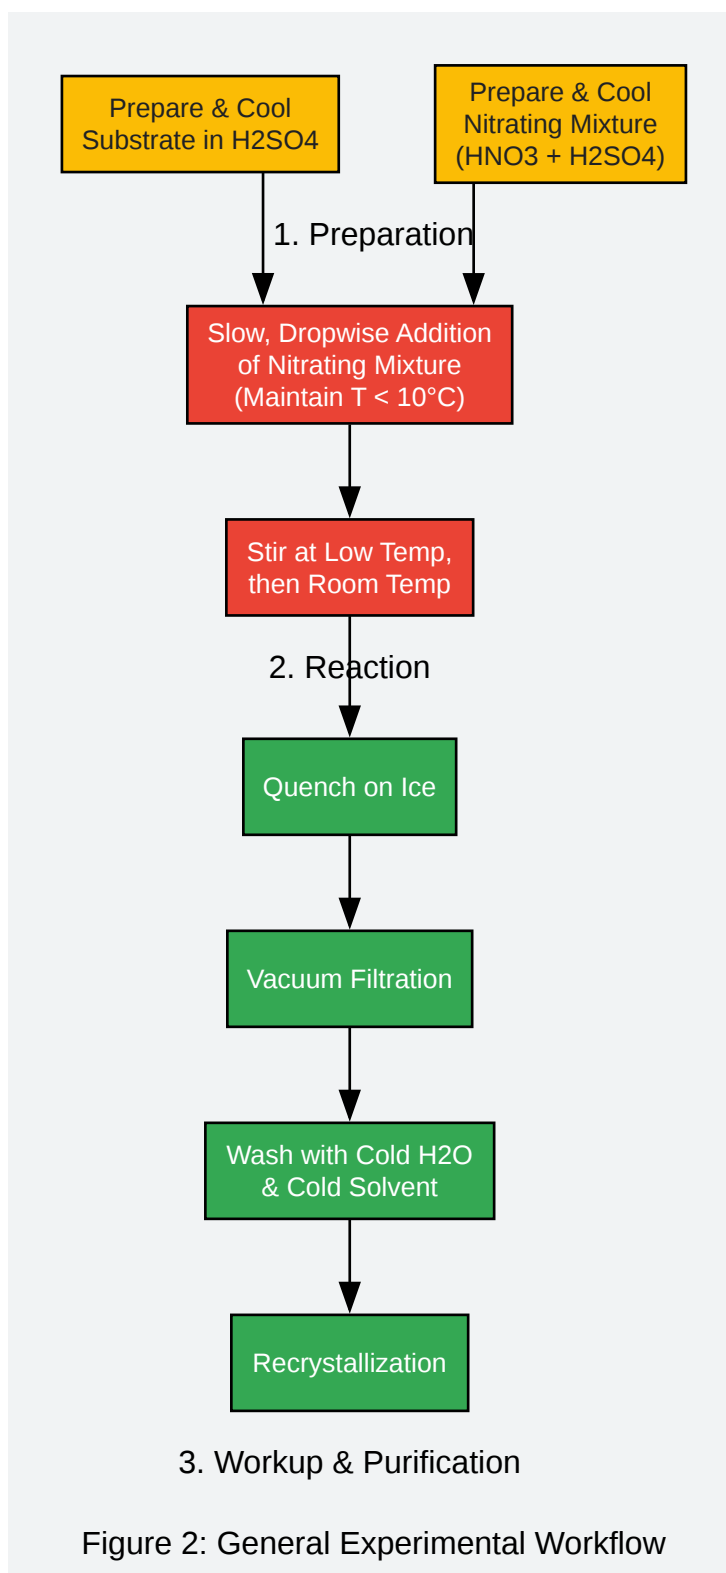 Prepare & Cool
Substrate in H2SO4
Prepare & Cool
Nitrating Mixture
(HNO3 + H2SO4)
1. Preparation
Slow, Dropwise Addition
of Nitrating Mixture
(Maintain T < 10°C)
Stir at Low Temp,
then Room Temp
2. Reaction
Quench on Ice
Vacuum Filtration
Wash with Cold H2O
& Cold Solvent
Recrystallization
3. Workup & Purification
Figure 2: General Experimental Workflow